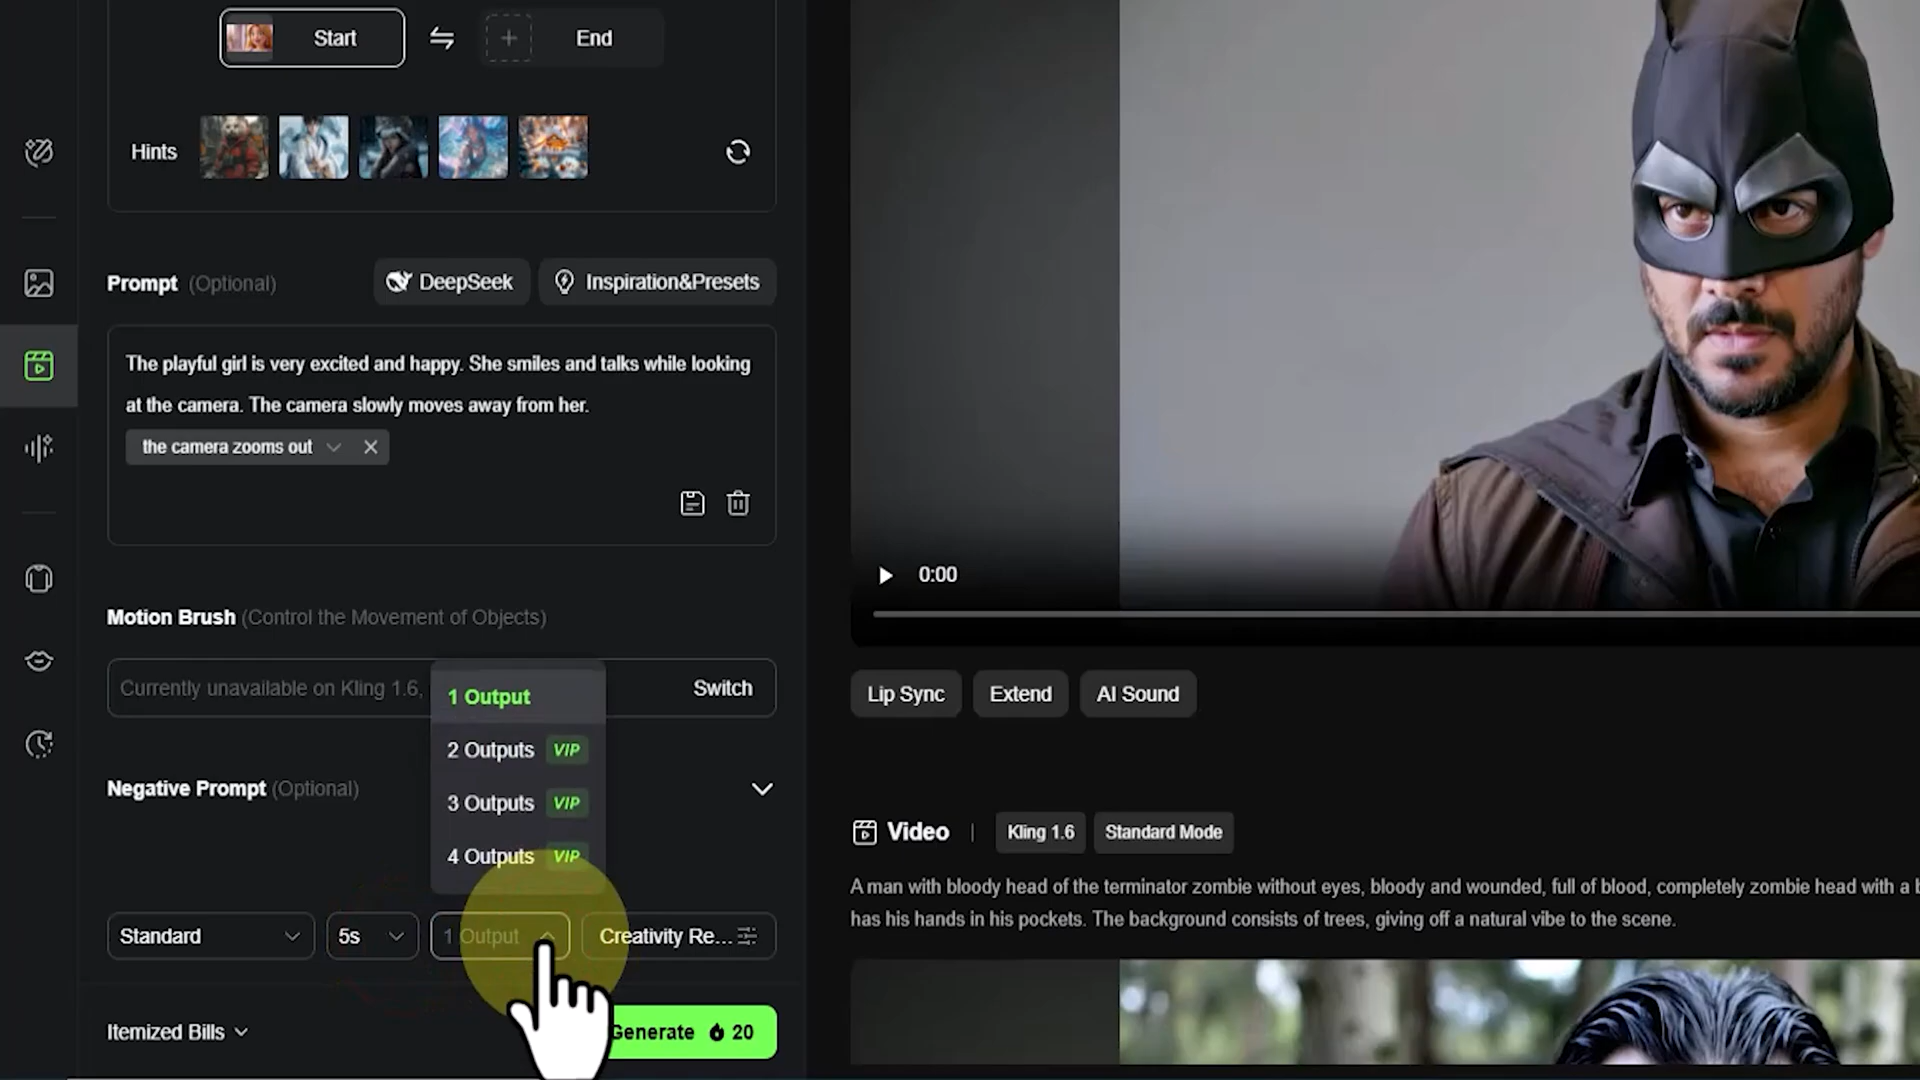 Start
End
Hints
Prompt (Optional)
DeepSeek
Inspiration&Presets
The playful girl is very excited and happy. She smiles and talks while looking
at the camera. The camera slowly moves away from her.
the camera zooms out
Motion Brush (Control the Movement of Objects)
Currently unavailable on Kling 1.6,
Switch
1 Output
2 Outputs VIP
3 Outputs VIP
4 Outputs VIP
Negative Prompt (Optional)
Standard
5s
1 Output
Creativity Re...
Itemized Bills
Generate 20
0:00
Lip Sync
Extend
AI Sound
Video
Kling 1.6
Standard Mode
A man with bloody head of the terminator zombie without eyes, bloody and wounded, full of blood, completely zombie head with a
has his hands in his pockets. The background consists of trees, giving off a natural vibe to the scene.